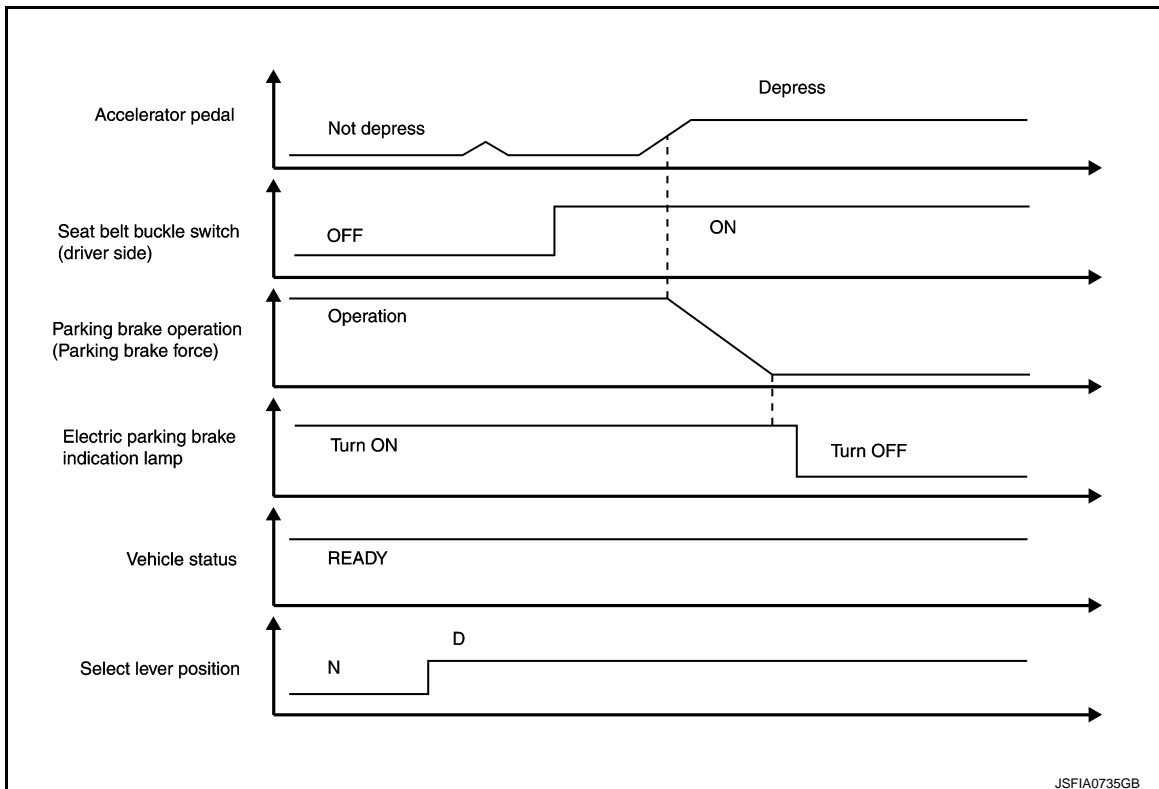 Depress
Accelerator pedal
Not depress
Seat belt buckle switch
(driver side)
OFF
ON
Parking brake operation
(Parking brake force)
Operation
Electric parking brake
indication lamp
Turn ON
Turn OFF
Vehicle status
READY
D
Select lever position
N
JSFIA0735GB